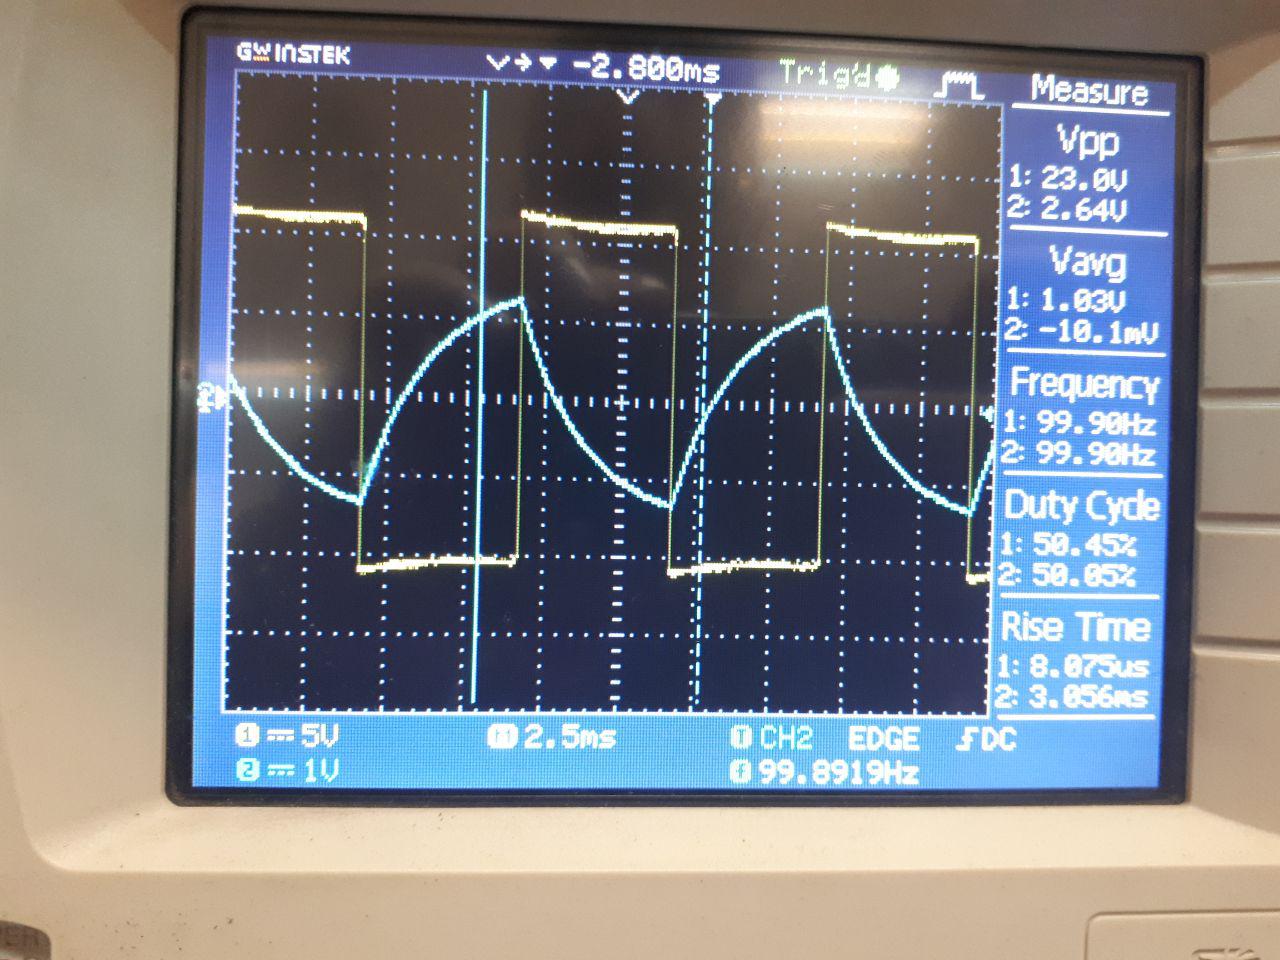 GW INSTEK
-2.800ms
Trig'd
Measure
Vpp
1: 23.0V
2: 2.64V
Vavg
1: 1.03V
2: -10.1mV
Frequency
1: 99.90Hz
2: 99.90Hz
Duty Cycle
1: 50.45%
2: 50.05%
Rise Time
1: 8.075us
2: 3.056ms
1 5V
M 2.5ms
T CH2 EDGE DC
2 1V
f 99.8919Hz